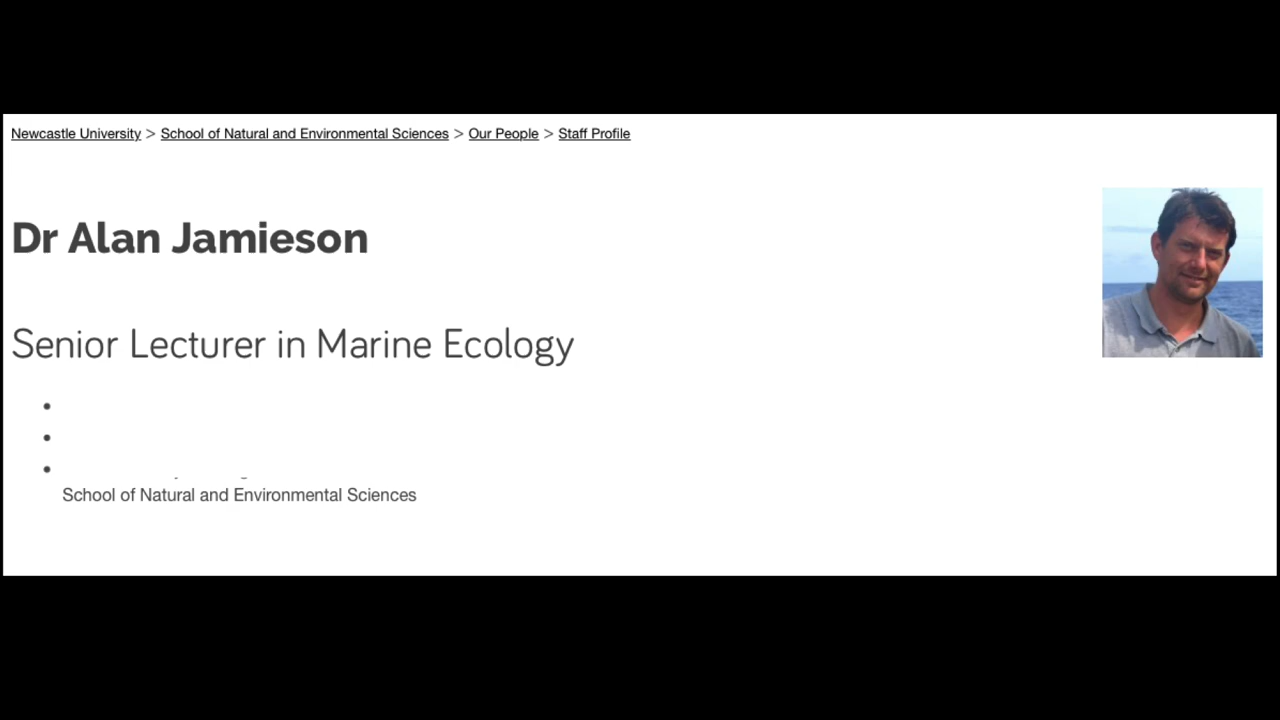 Newcastle University > School of Natural and Environmental Sciences > Our People > Staff Profile
Dr Alan Jamieson
Senior Lecturer in Marine Ecology
School of Natural and Environmental Sciences